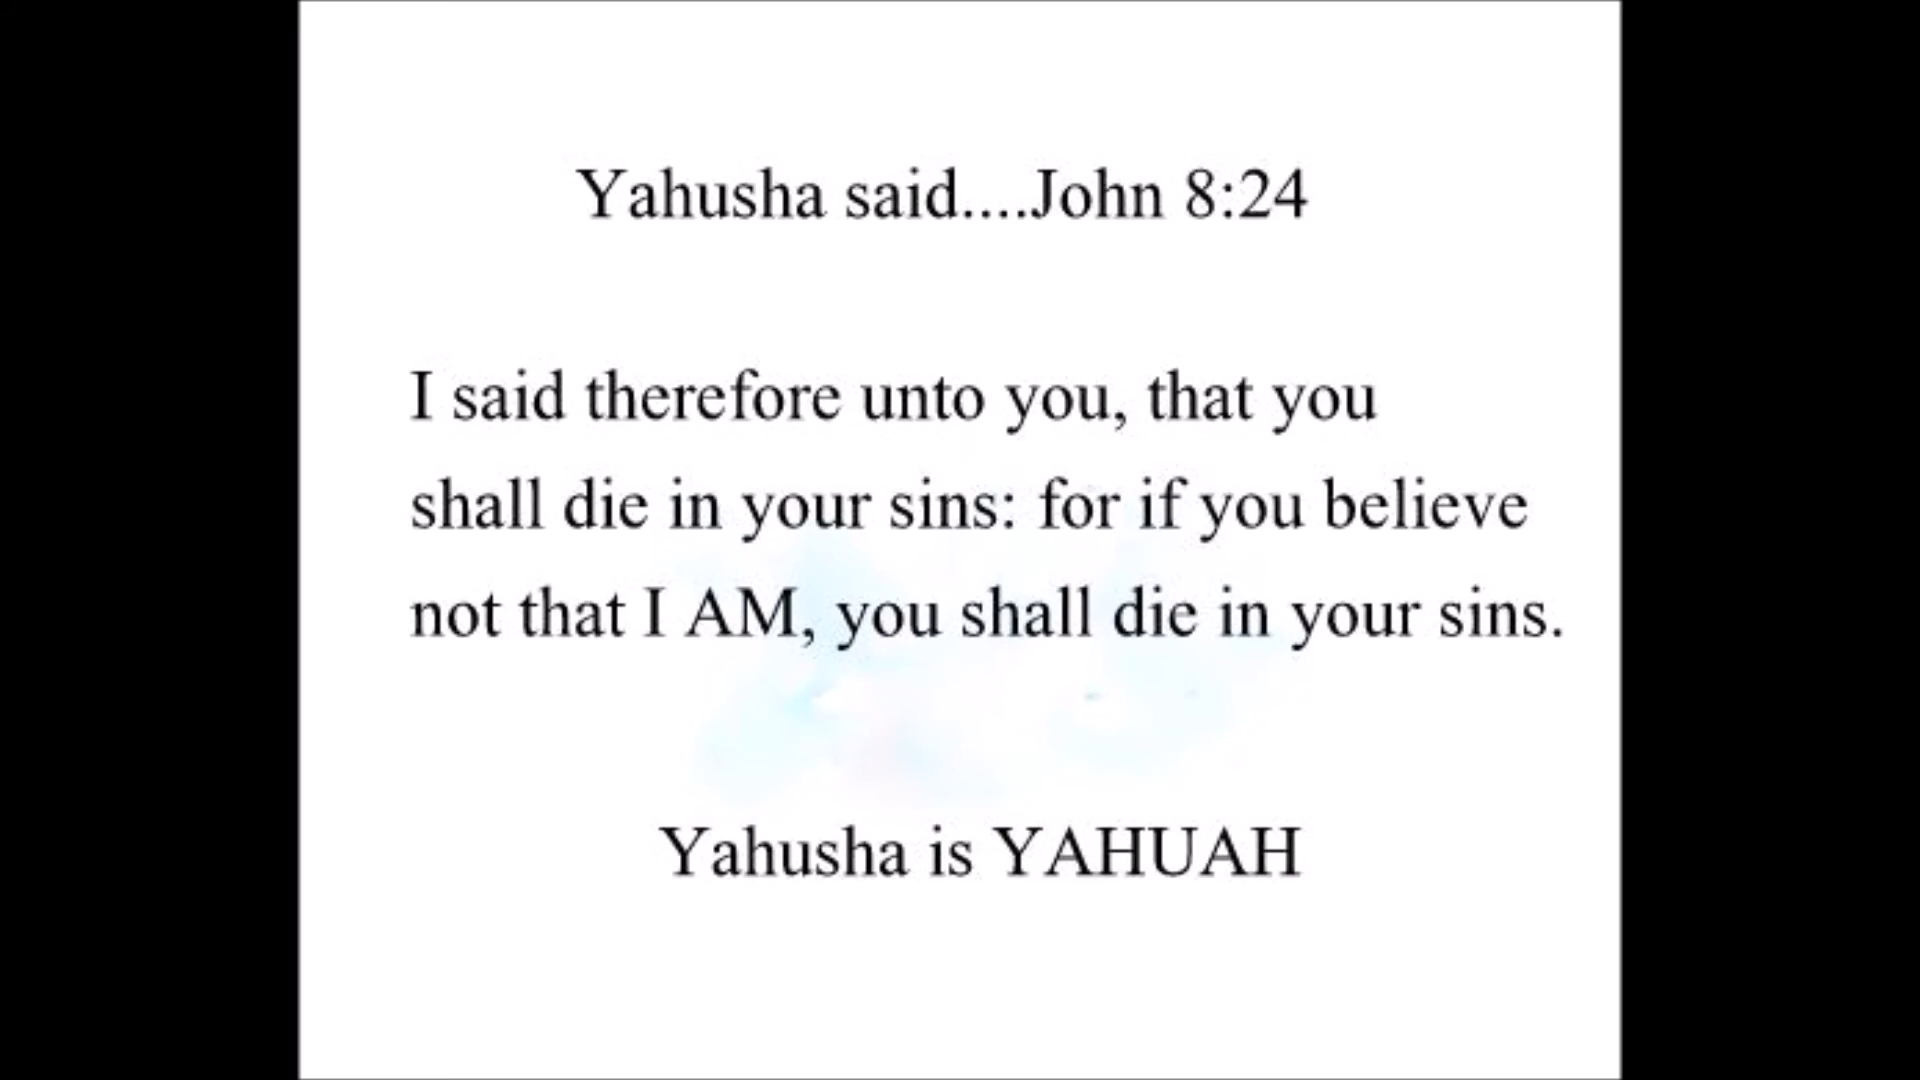 Yahusha said....John 8:24
I said therefore unto you, that you
shall die in your sins: for if you believe
not that I AM, you shall die in your sins.
Yahusha is YAHUAH